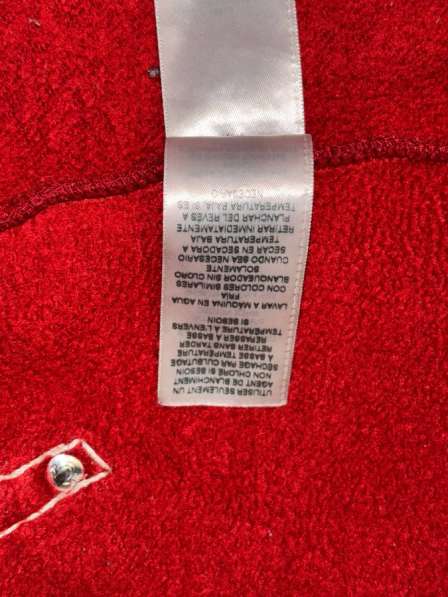 UTILISER SEULEMENT UN
AGENT DE BLANCHIMENT
NON CHLORE SI BESOIN
SECHAGE PAR CULBUTAGE
A BASSE TEMPERATURE
RETIRER SANS TARDER
REPASSER A BASSE
TEMPERATURE A L'ENVERS
SI BESOIN
LAVAR A MAQUINA EN AGUA
FRIA
CON COLORES SIMILARES
BLANQUEADOR SIN CLORO
SOLAMENTE
CUANDO SEA NECESARIO
SECAR EN SECADORA A
TEMPERATURA BAJA
RETIRAR INMEDIATAMENTE
PLANCHAR DEL REVES A
TEMPERATURA BAJA, SI ES
NECESARIO